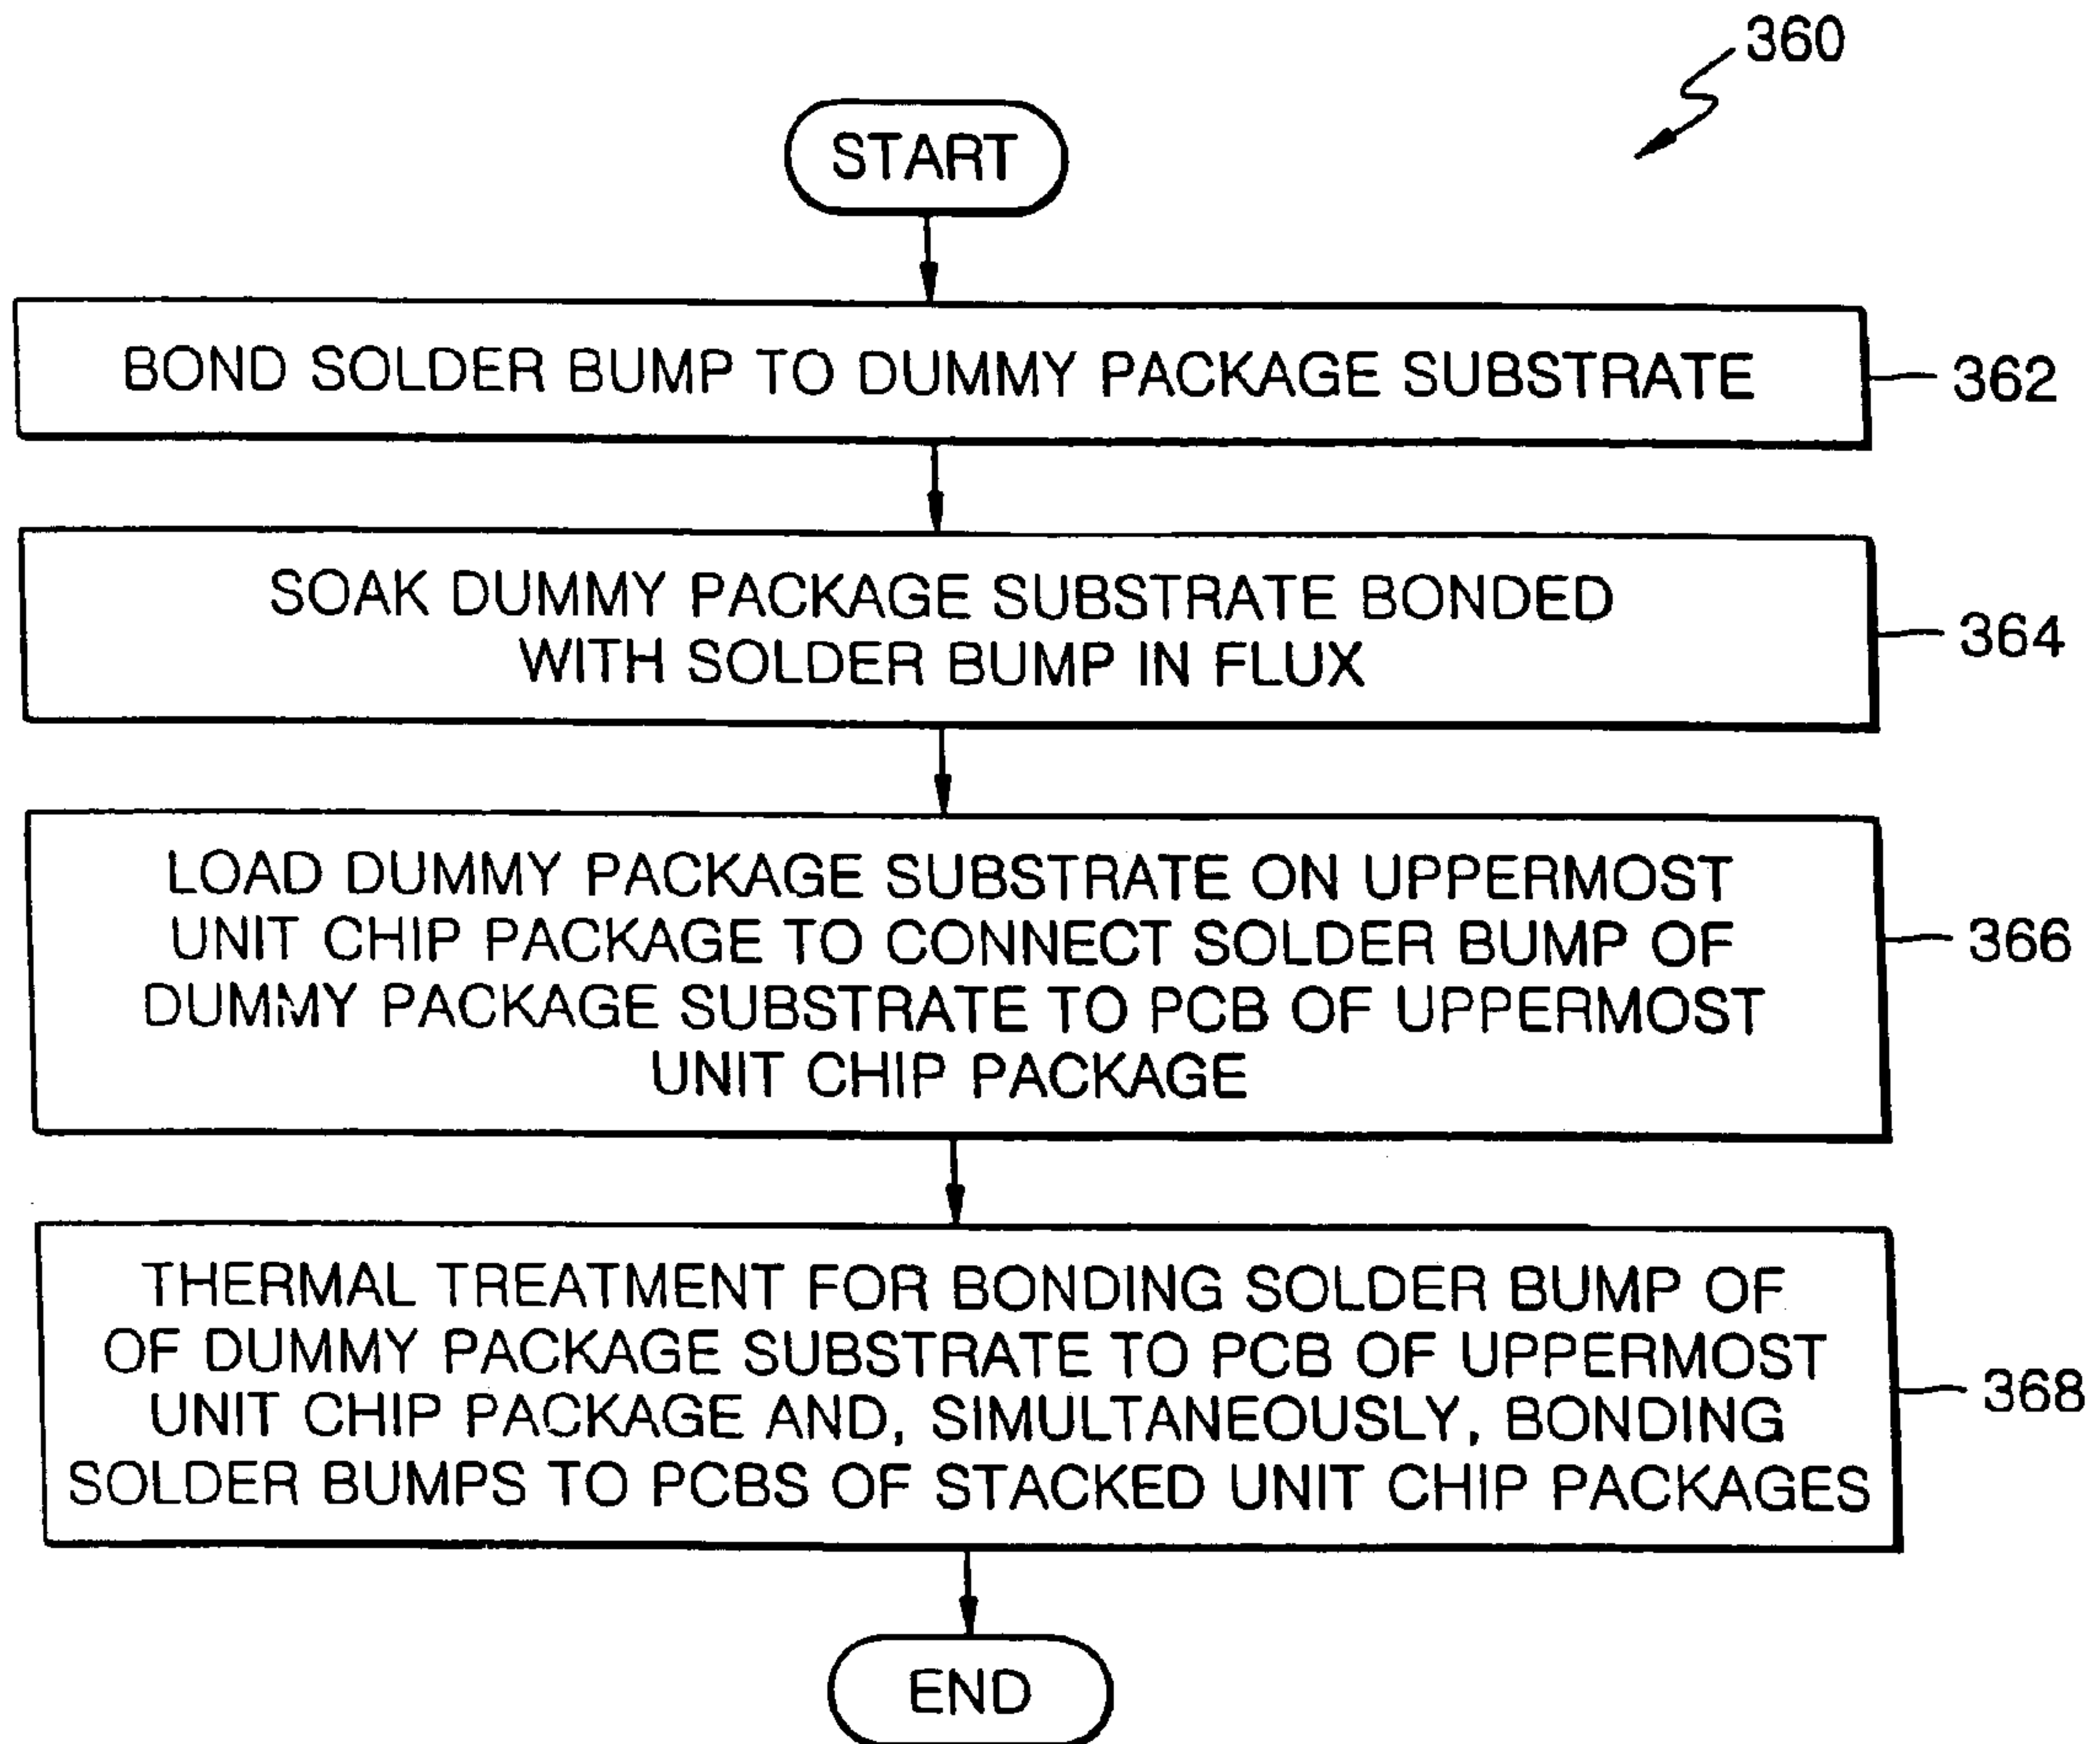 360
START
BOND SOLDER BUMP TO DUMMY PACKAGE SUBSTRATE
362
SOAK DUMMY PACKAGE SUBSTRATE BONDED
WITH SOLDER BUMP IN FLUX
364
LOAD DUMMY PACKAGE SUBSTRATE ON UPPERMOST
UNIT CHIP PACKAGE TO CONNECT SOLDER BUMP OF
DUMMY PACKAGE SUBSTRATE TO PCB OF UPPERMOST
UNIT CHIP PACKAGE
366
THERMAL TREATMENT FOR BONDING SOLDER BUMP OF
OF DUMMY PACKAGE SUBSTRATE TO PCB OF UPPERMOST
UNIT CHIP PACKAGE AND, SIMULTANEOUSLY, BONDING
SOLDER BUMPS TO PCBS OF STACKED UNIT CHIP PACKAGES
368
END